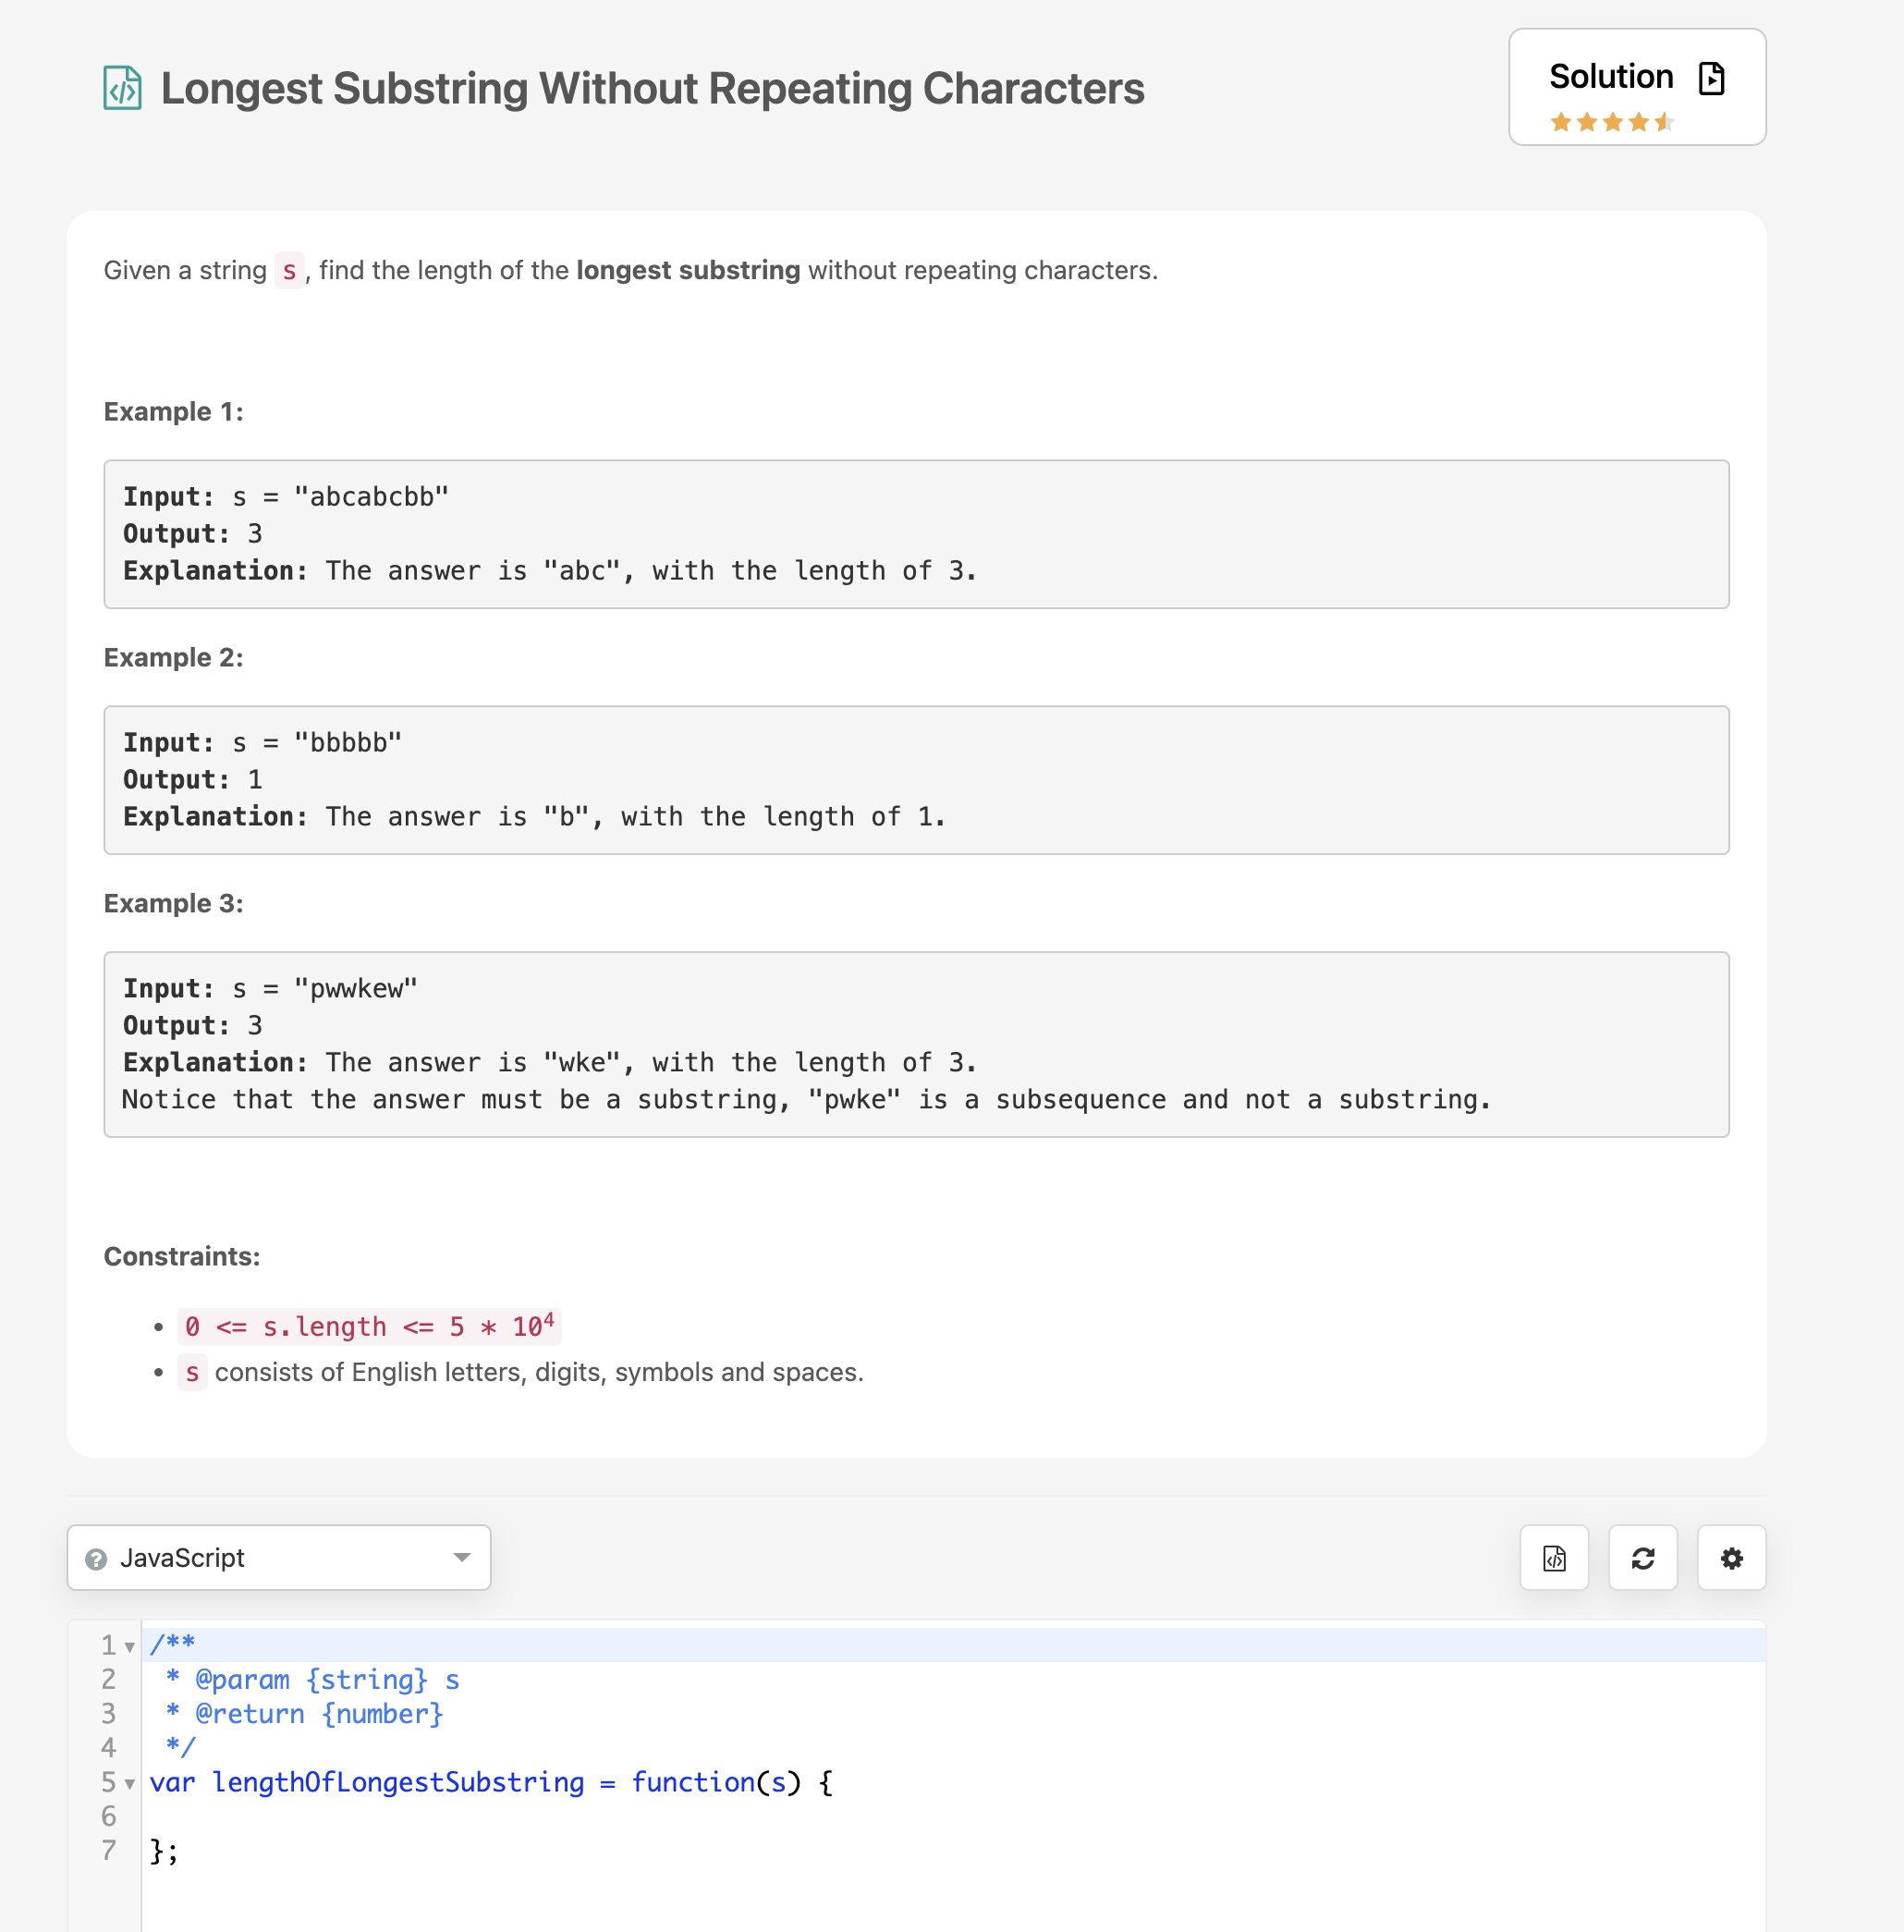 Longest Substring Without Repeating Characters
Solution
Given a string s, find the length of the longest substring without repeating characters.
Example 1:
Input: s = "abcabcbb"
Output: 3
Explanation: The answer is "abc", with the length of 3.
Example 2:
Input: s = "bbbbb"
Output: 1
Explanation: The answer is "b", with the length of 1.
Example 3:
Input: s = "pwwkew"
Output: 3
Explanation: The answer is "wke", with the length of 3.
Notice that the answer must be a substring, "pwke" is a subsequence and not a substring.
Constraints:
• 0 <= s.length <= 5 * 10⁴
• s consists of English letters, digits, symbols and spaces.
JavaScript
1 /**
2  * @param {string} s
3  * @return {number}
4  */
5 var lengthOfLongestSubstring = function(s) {
6
7 };